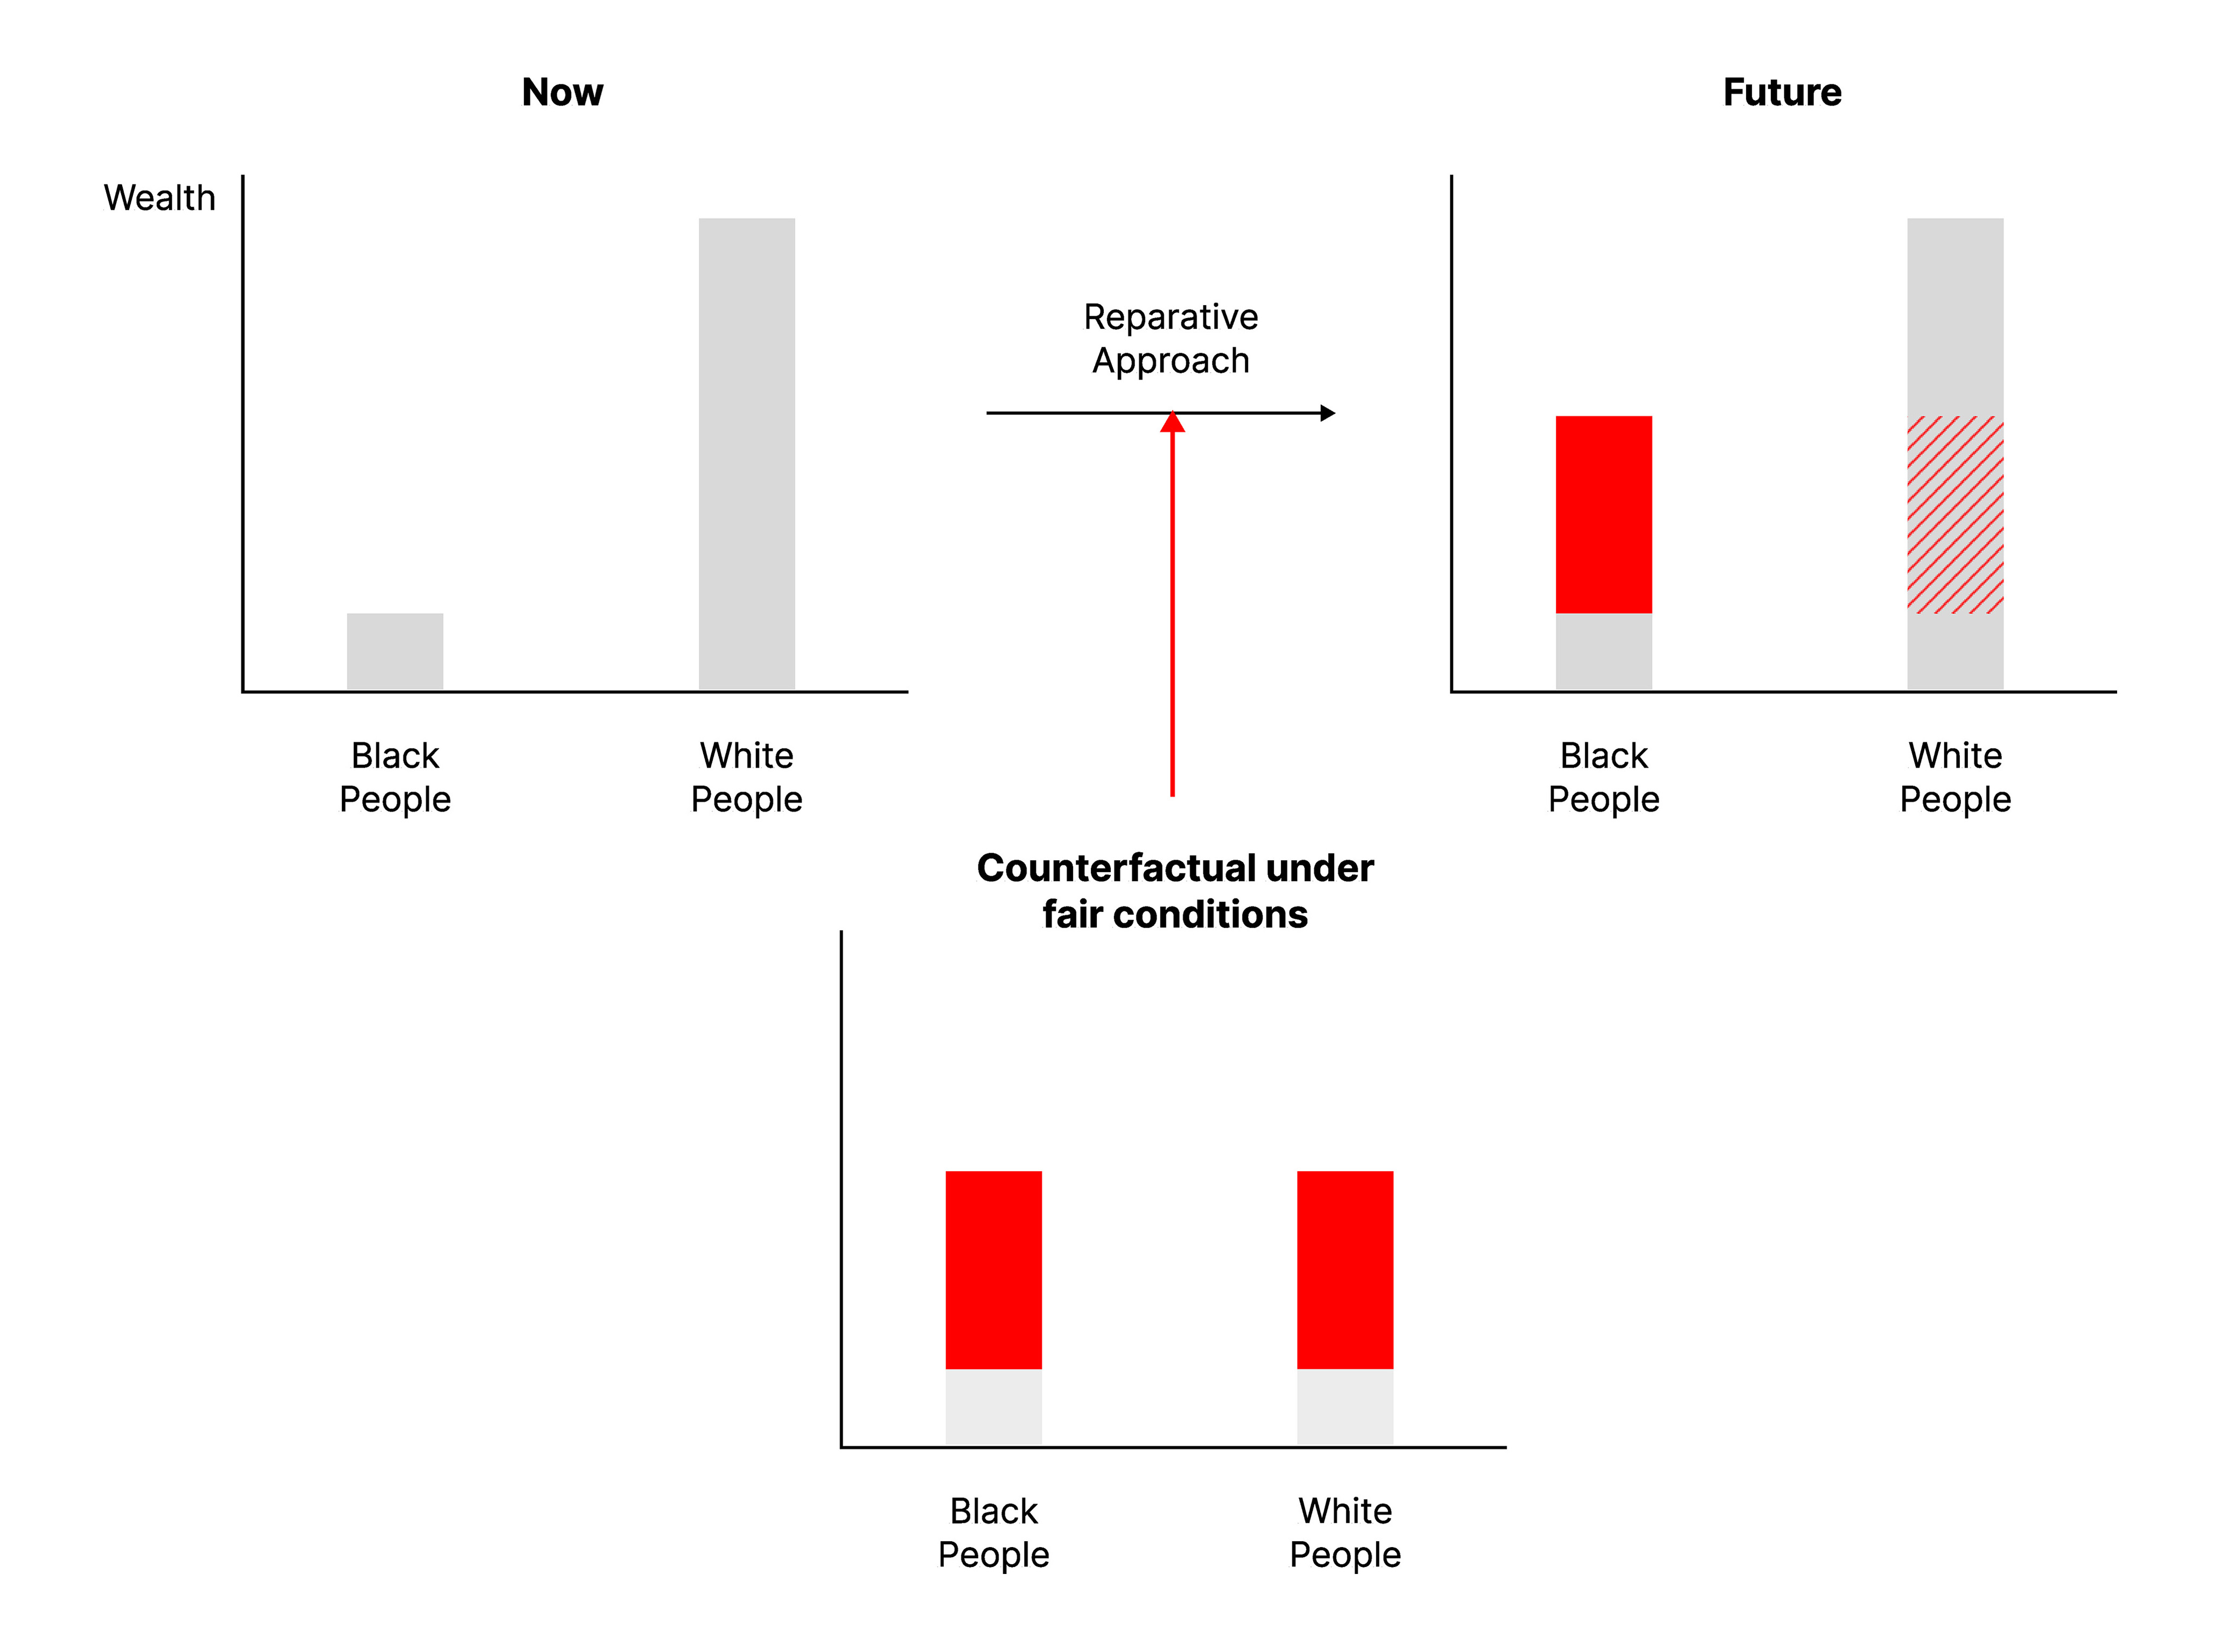 Now
Future
Wealth
Reparative
Approach
Black
People
White
People
Black
People
White
People
Counterfactual under
fair conditions
Black
People
White
People